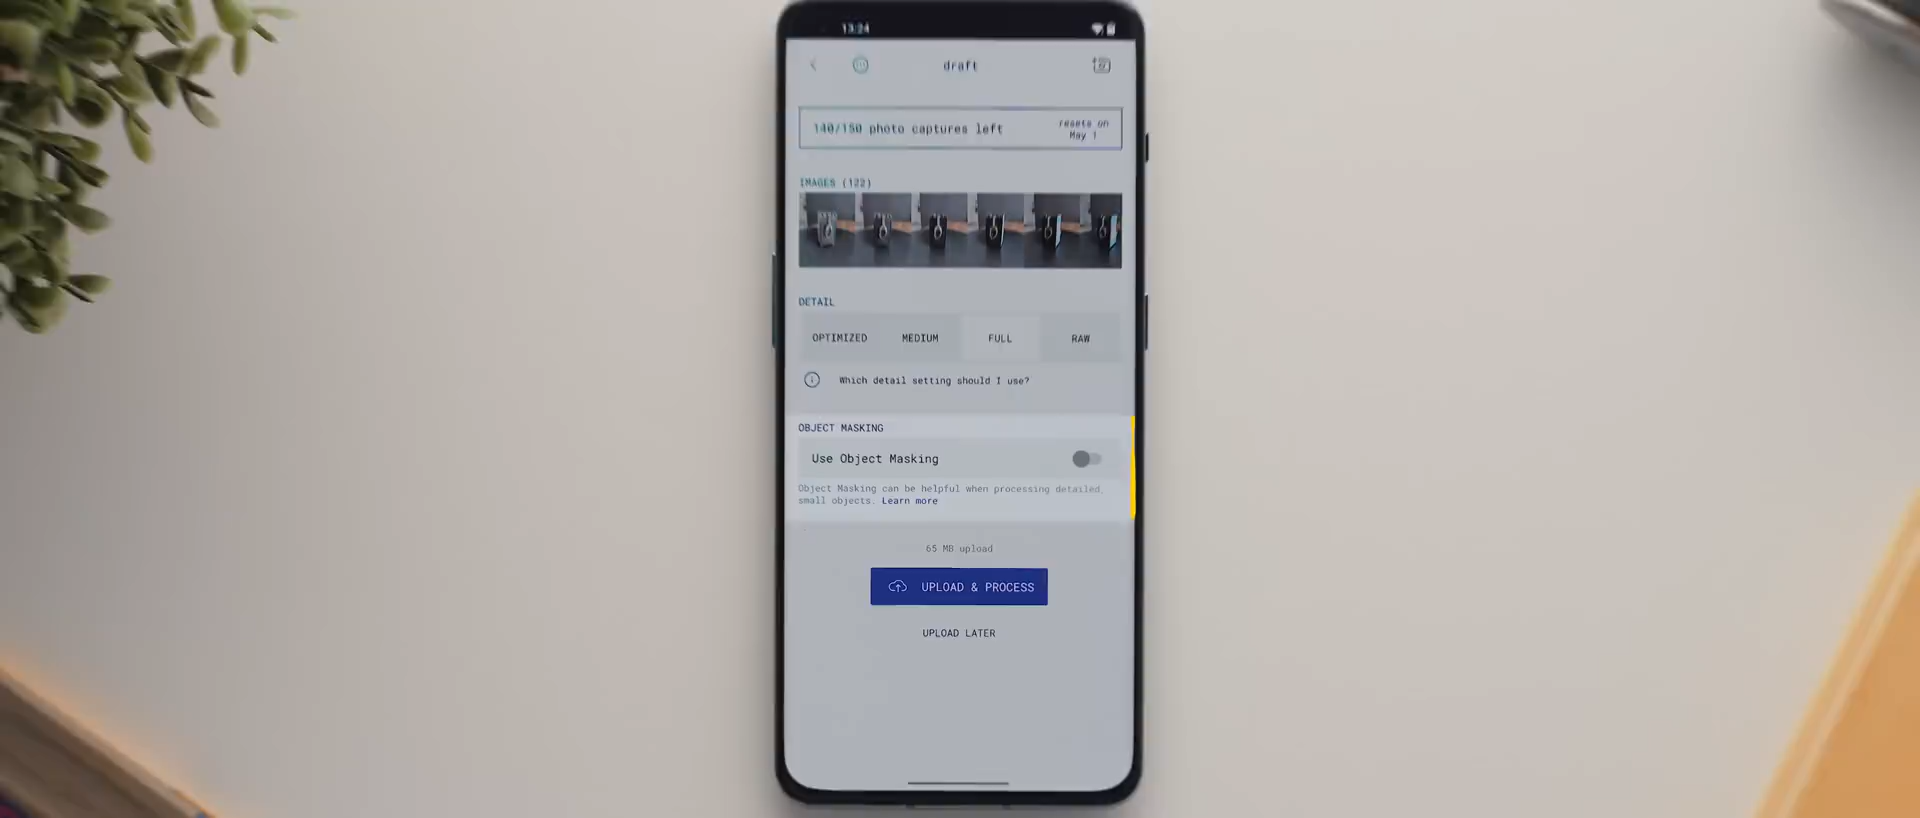 13:24
draft
140/150 photo captures left
resets on
May 1
IMAGES (122)
DETAIL
OPTIMIZED MEDIUM FULL RAW
Which detail setting should I use?
OBJECT MASKING
Use Object Masking
Object Masking can be helpful when processing detailed,
small objects. Learn more
65 MB upload
UPLOAD & PROCESS
UPLOAD LATER